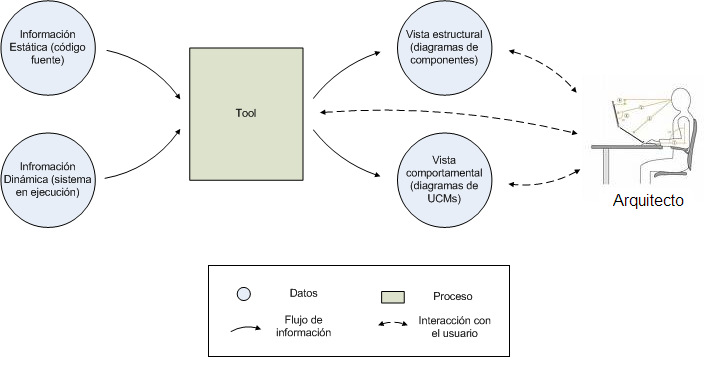 Información
Estática (código
fuente)
Tool
Vista estructural
(diagramas de
componentes)
Infromación
Dinámica (sistema
en ejecución)
Vista
comportamental
(diagramas de
UCMs)
Arquitecto
Datos
Proceso
Flujo de
información
Interacción con
el usuario